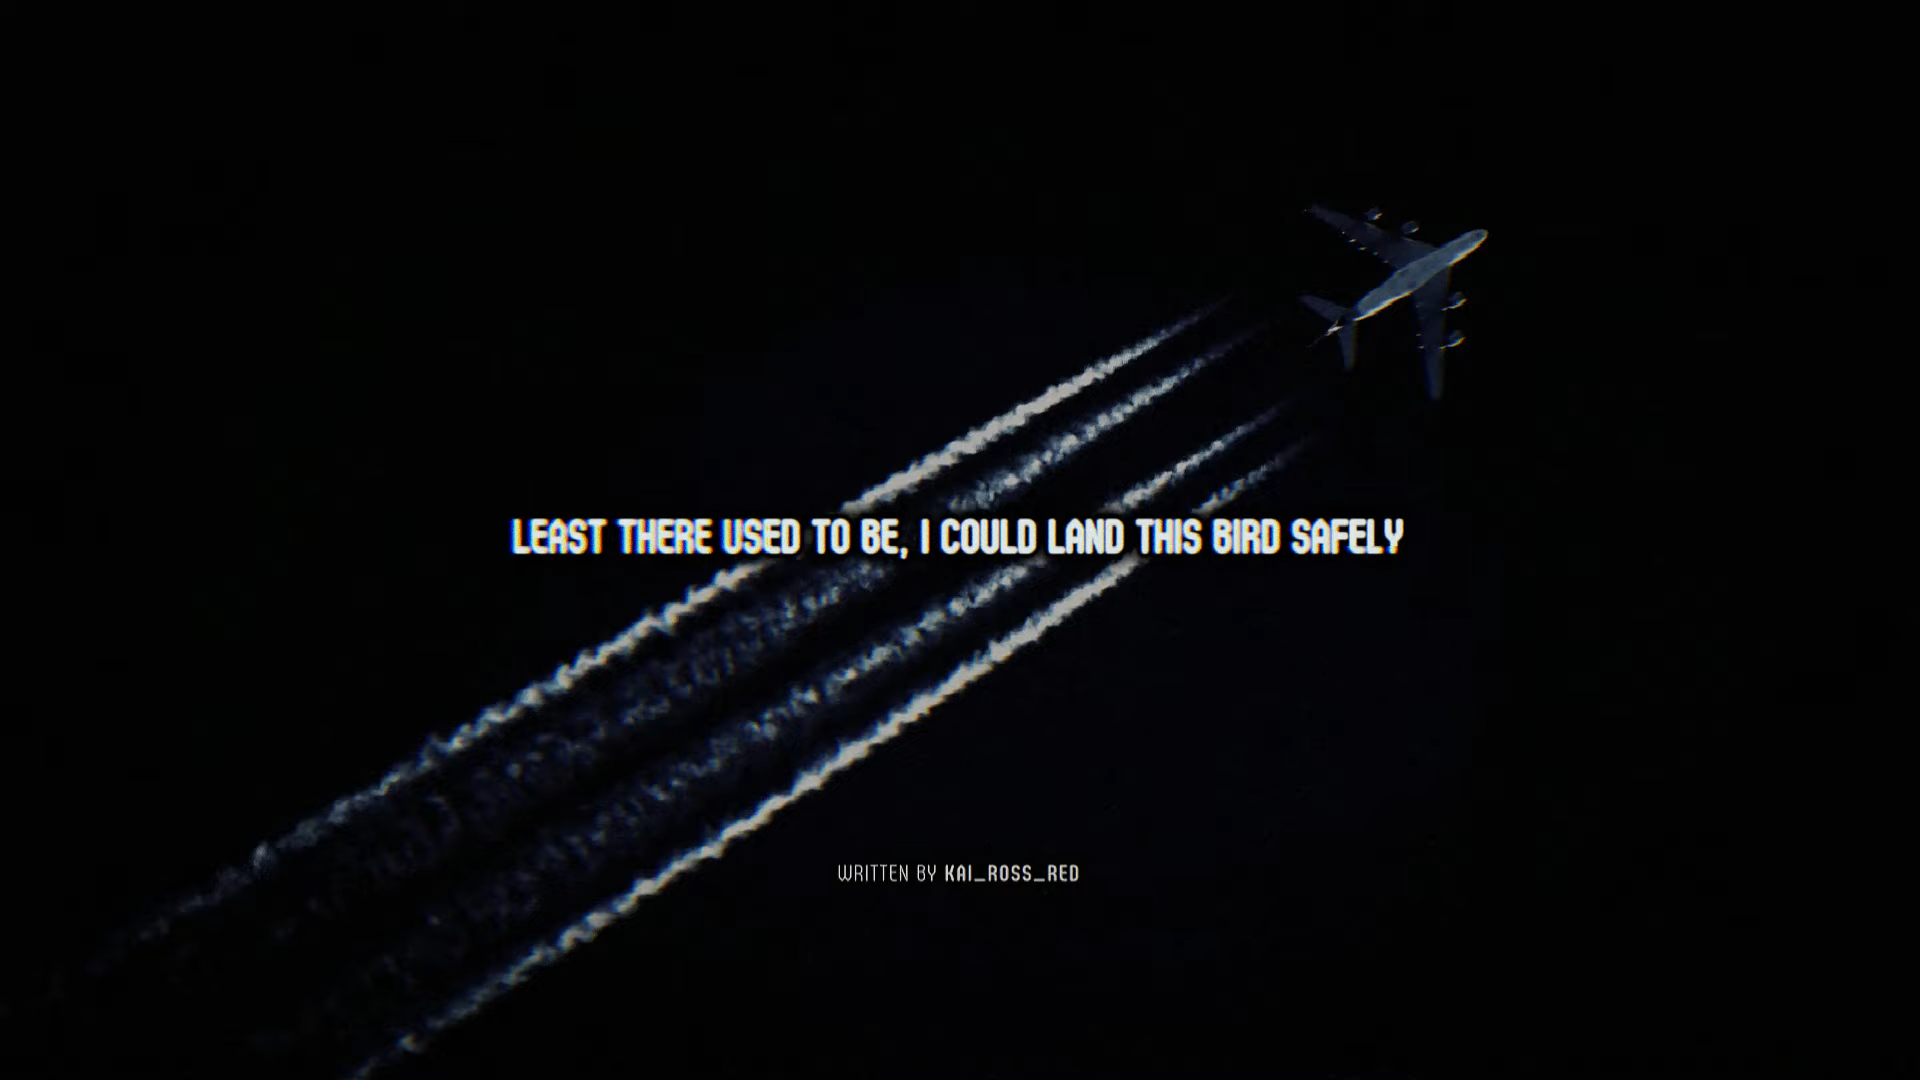 LEAST THERE USED TO BE, I COULD LAND THIS BIRD SAFELY
WRITTEN BY KAI_ROSS_RED